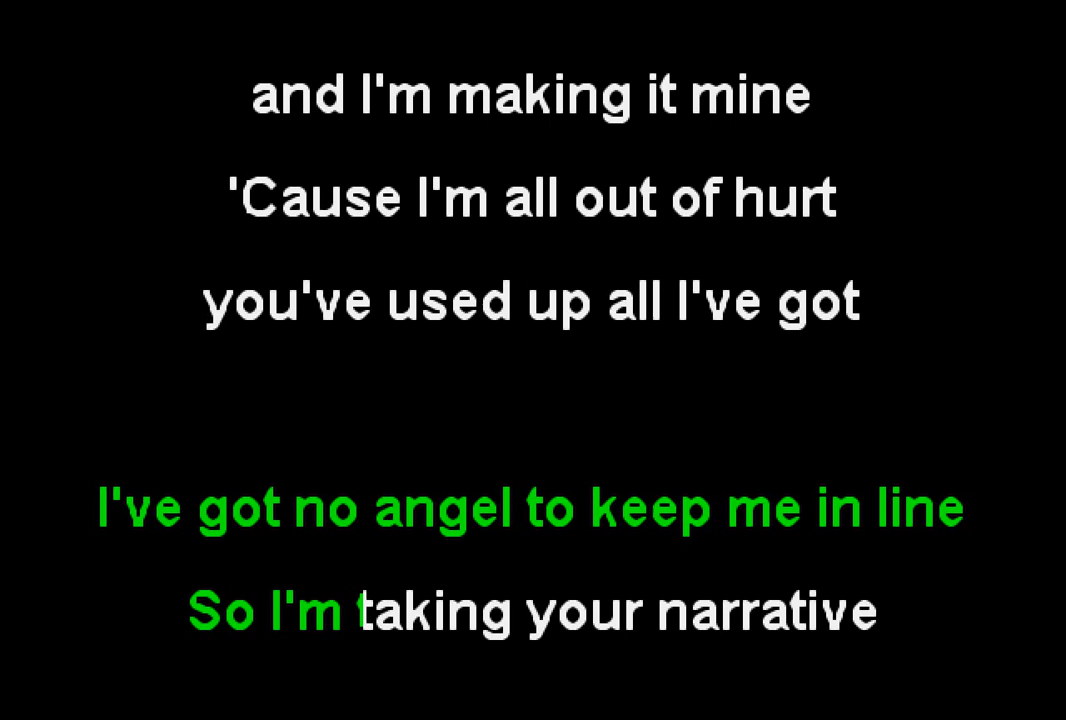 and I'm making it mine
'Cause I'm all out of hurt
you've used up all I've got
I've got no angel to keep me in line
So I'm taking your narrative